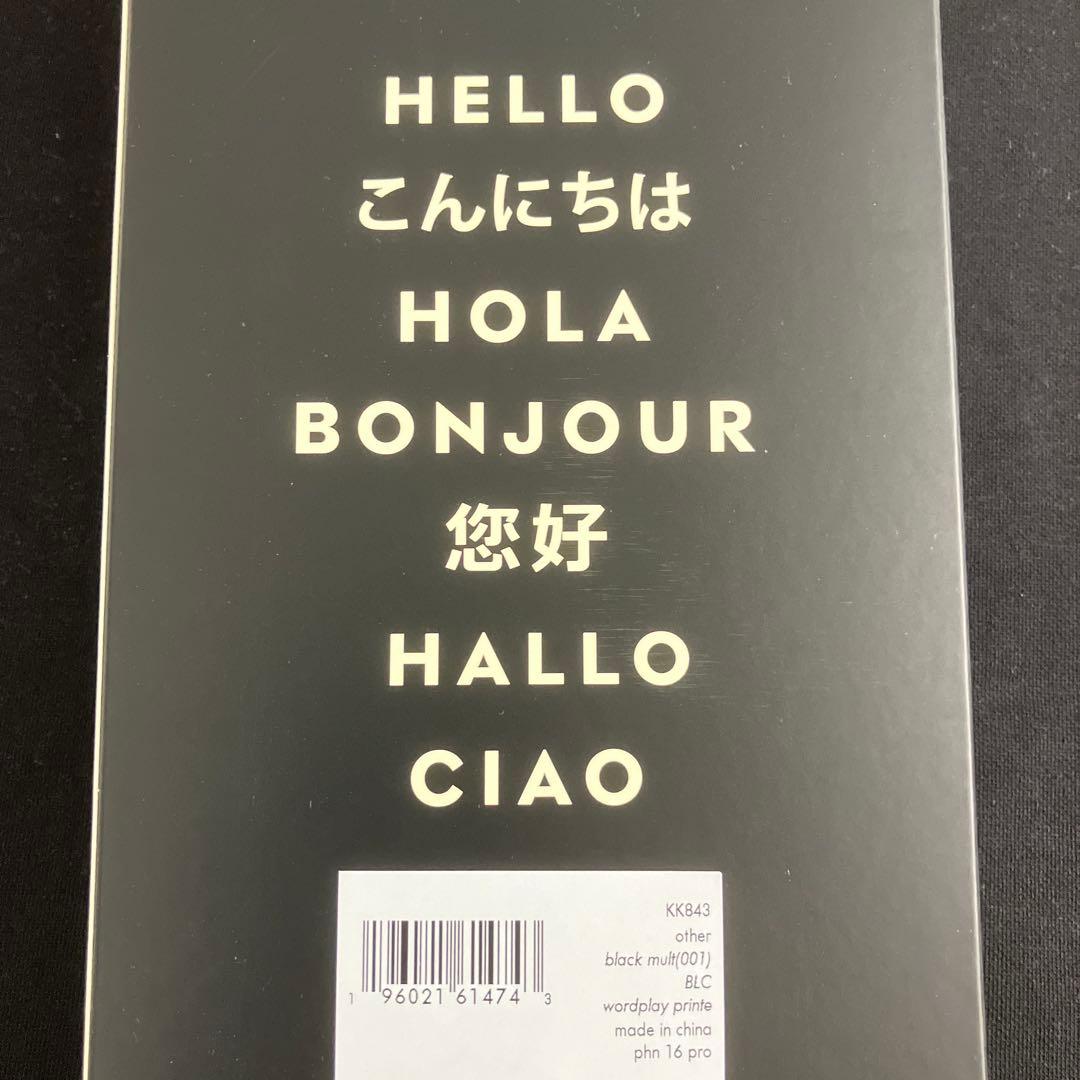 HELLO
こんにちは
HOLA
BONJOUR
您好
HALLO
CIAO
KK843
other
black mult(001)
BLC
wordplay printe
made in china
phn 16 pro
1 96021 61474 3